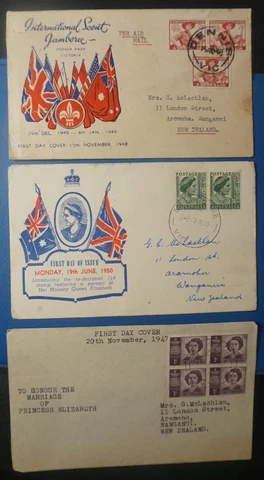 International Scout
Jamboree
WONGA PARK
VICTORIA
29TH DEC. 1948 - 8TH JAN. 1949
FIRST DAY COVER 15TH NOVEMBER, 1948
PER AIR
MAIL
Mrs. G. McLachlan,
11 London Street,
Aramoho, Wanganui
NEW ZEALAND.
FIRST DAY OF ISSUE
MONDAY, 19th JUNE, 1950
Introducing the re-designed 1½d
stamp featuring a portrait of
Her Majesty Queen Elizabeth
POSTAGE
POSTAGE
G. E. McLachlan
11 London st.
Aramoho
Wanganui
New Zealand
FIRST DAY COVER
20th November, 1947
TO HONOUR THE
MARRIAGE
OF
PRINCESS ELIZABETH
Mrs. G. McLachlan,
11 London Street,
Aramoho,
WANGANUI.
NEW ZEALAND.